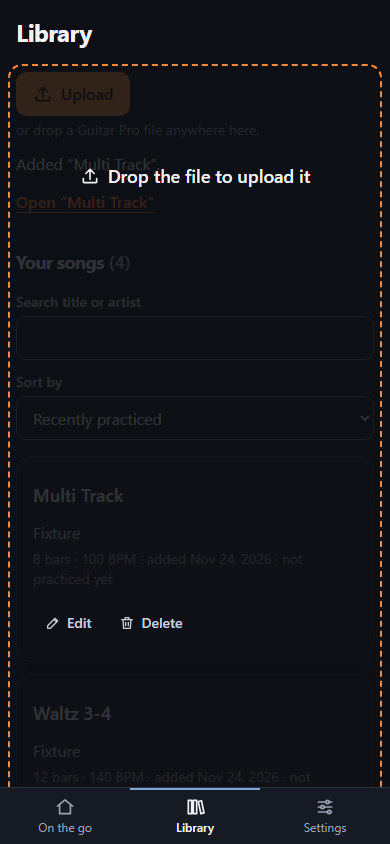 Library
Upload
or drop a Guitar Pro file anywhere here.
Added “Multi Track”
Drop the file to upload it
Open “Multi Track”
Your songs (4)
Search title or artist
Sort by
Recently practiced
Multi Track
Fixture
8 bars · 100 BPM · added Nov 24, 2026 · not
practiced yet
Edit Delete
Waltz 3-4
Fixture
12 bars · 140 BPM · added Nov 24, 2026 · not
On the go Library Settings